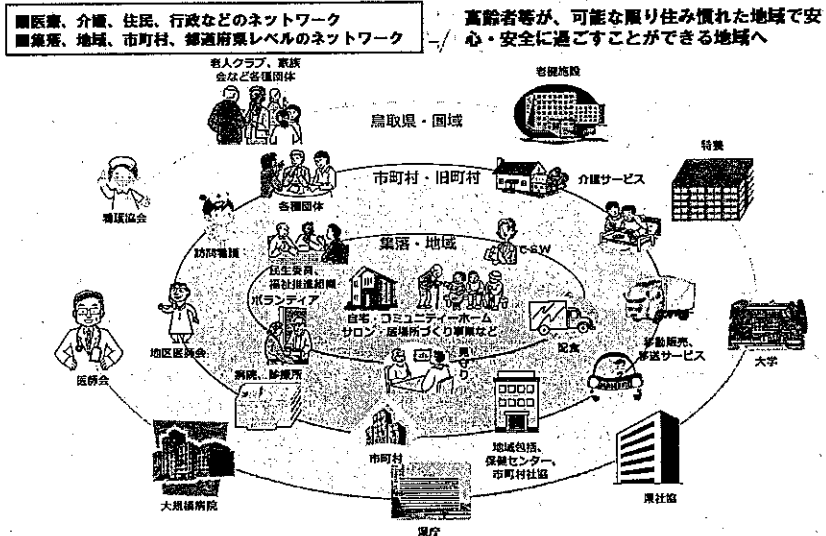 ■医療、介護、住民、行政などのネットワーク
■集落、地域、市町村、都道府県レベルのネットワーク
高齢者等が、可能な限り住み慣れた地域で安
心・安全に過ごすことができる地域へ
老人クラブ、家族
会など各種団体
老健施設
鳥取県・圏域
特養
市町村・旧町村
介護サービス
看護協会
各種団体
訪問看護
集落・地域
CSW
民生委員、
福祉推進組織
ボランティア
自宅・コミュニティーホーム
サロン・居場所づくり事業など
地区医師会
配食
移動販売、
移送サービス
大学
医師会
病院、診療所
見守り
市町村
地域包括、
保健センター、
市町村社協
大規模病院
県社協
県庁